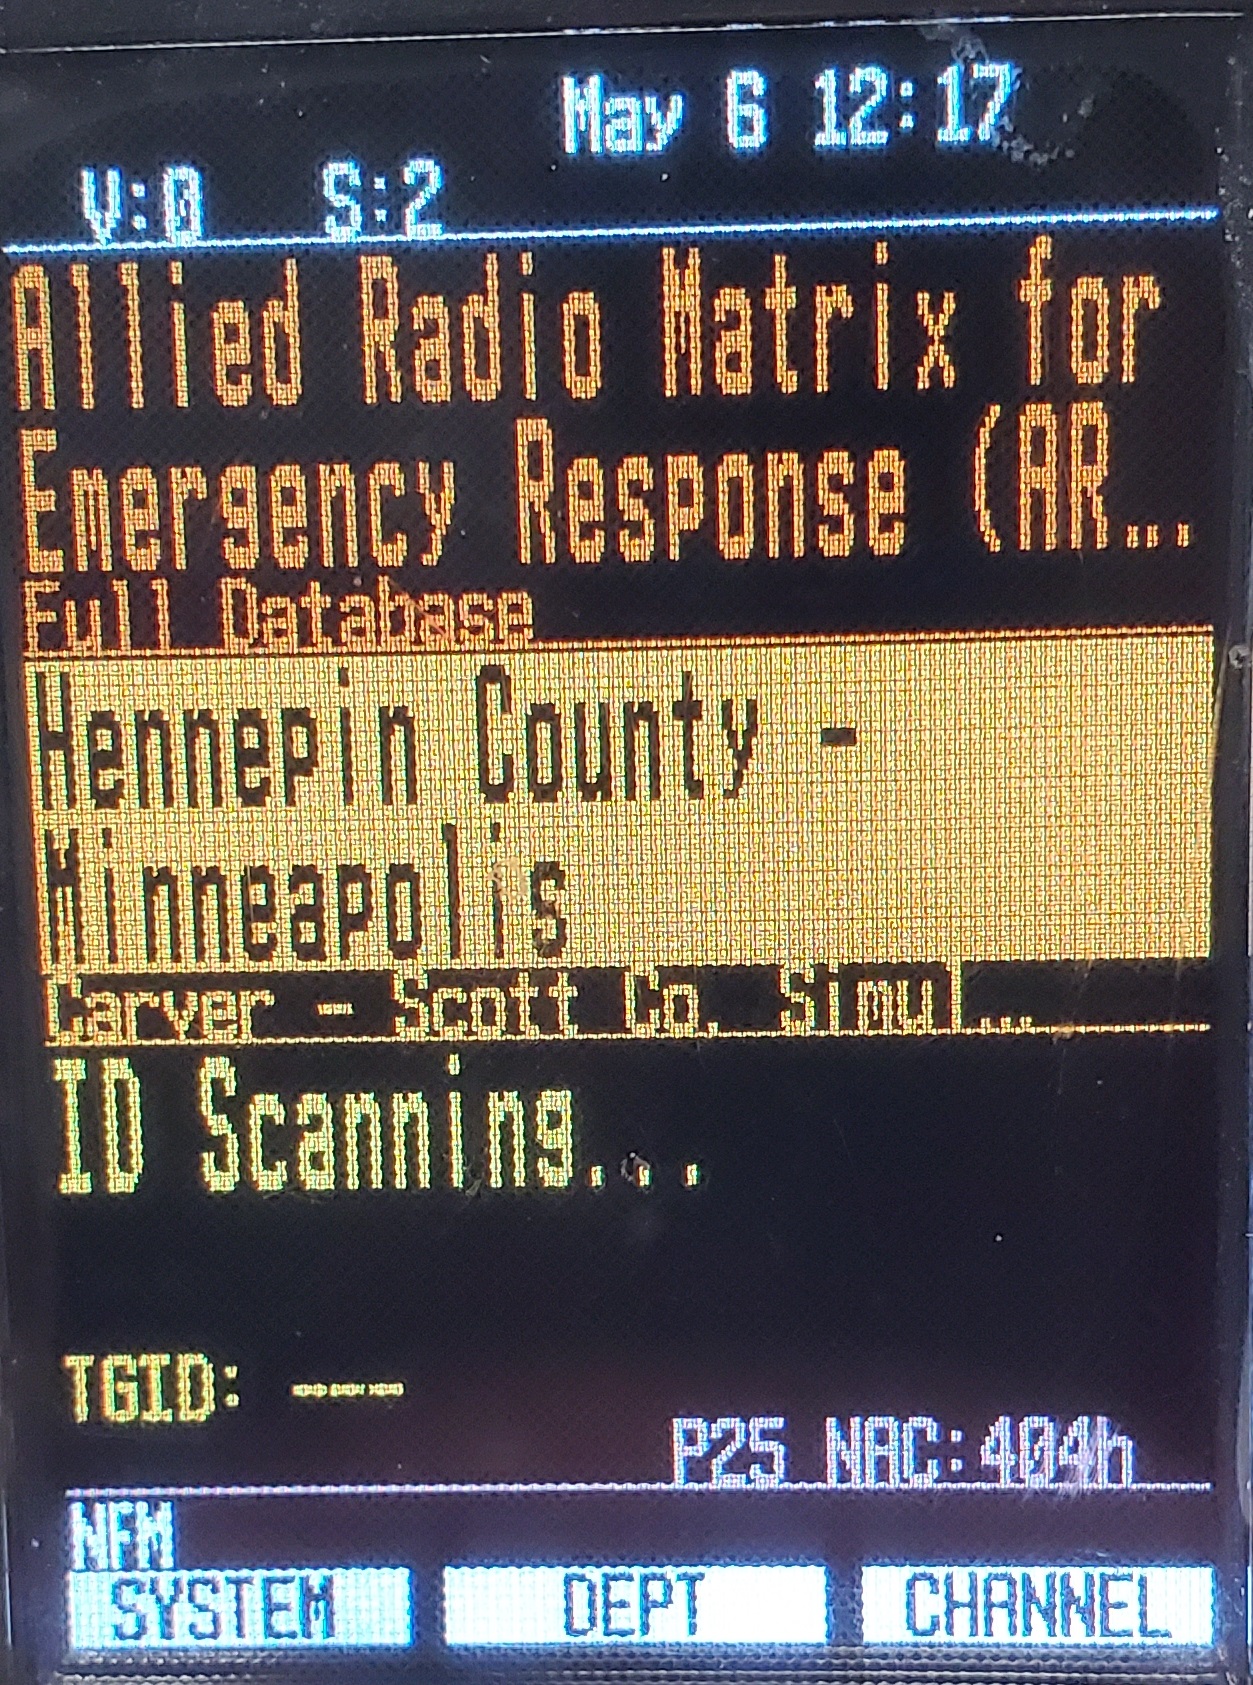 May 6 12:17
V:0 S:2
Allied Radio Matrix for
Emergency Response (AR...
Full Database
Hennepin County -
Minneapolis
Carver - Scott Co. Simul...
ID Scanning...
TGID: ---
P25 NAC:404h
NFM
SYSTEM DEPT CHANNEL